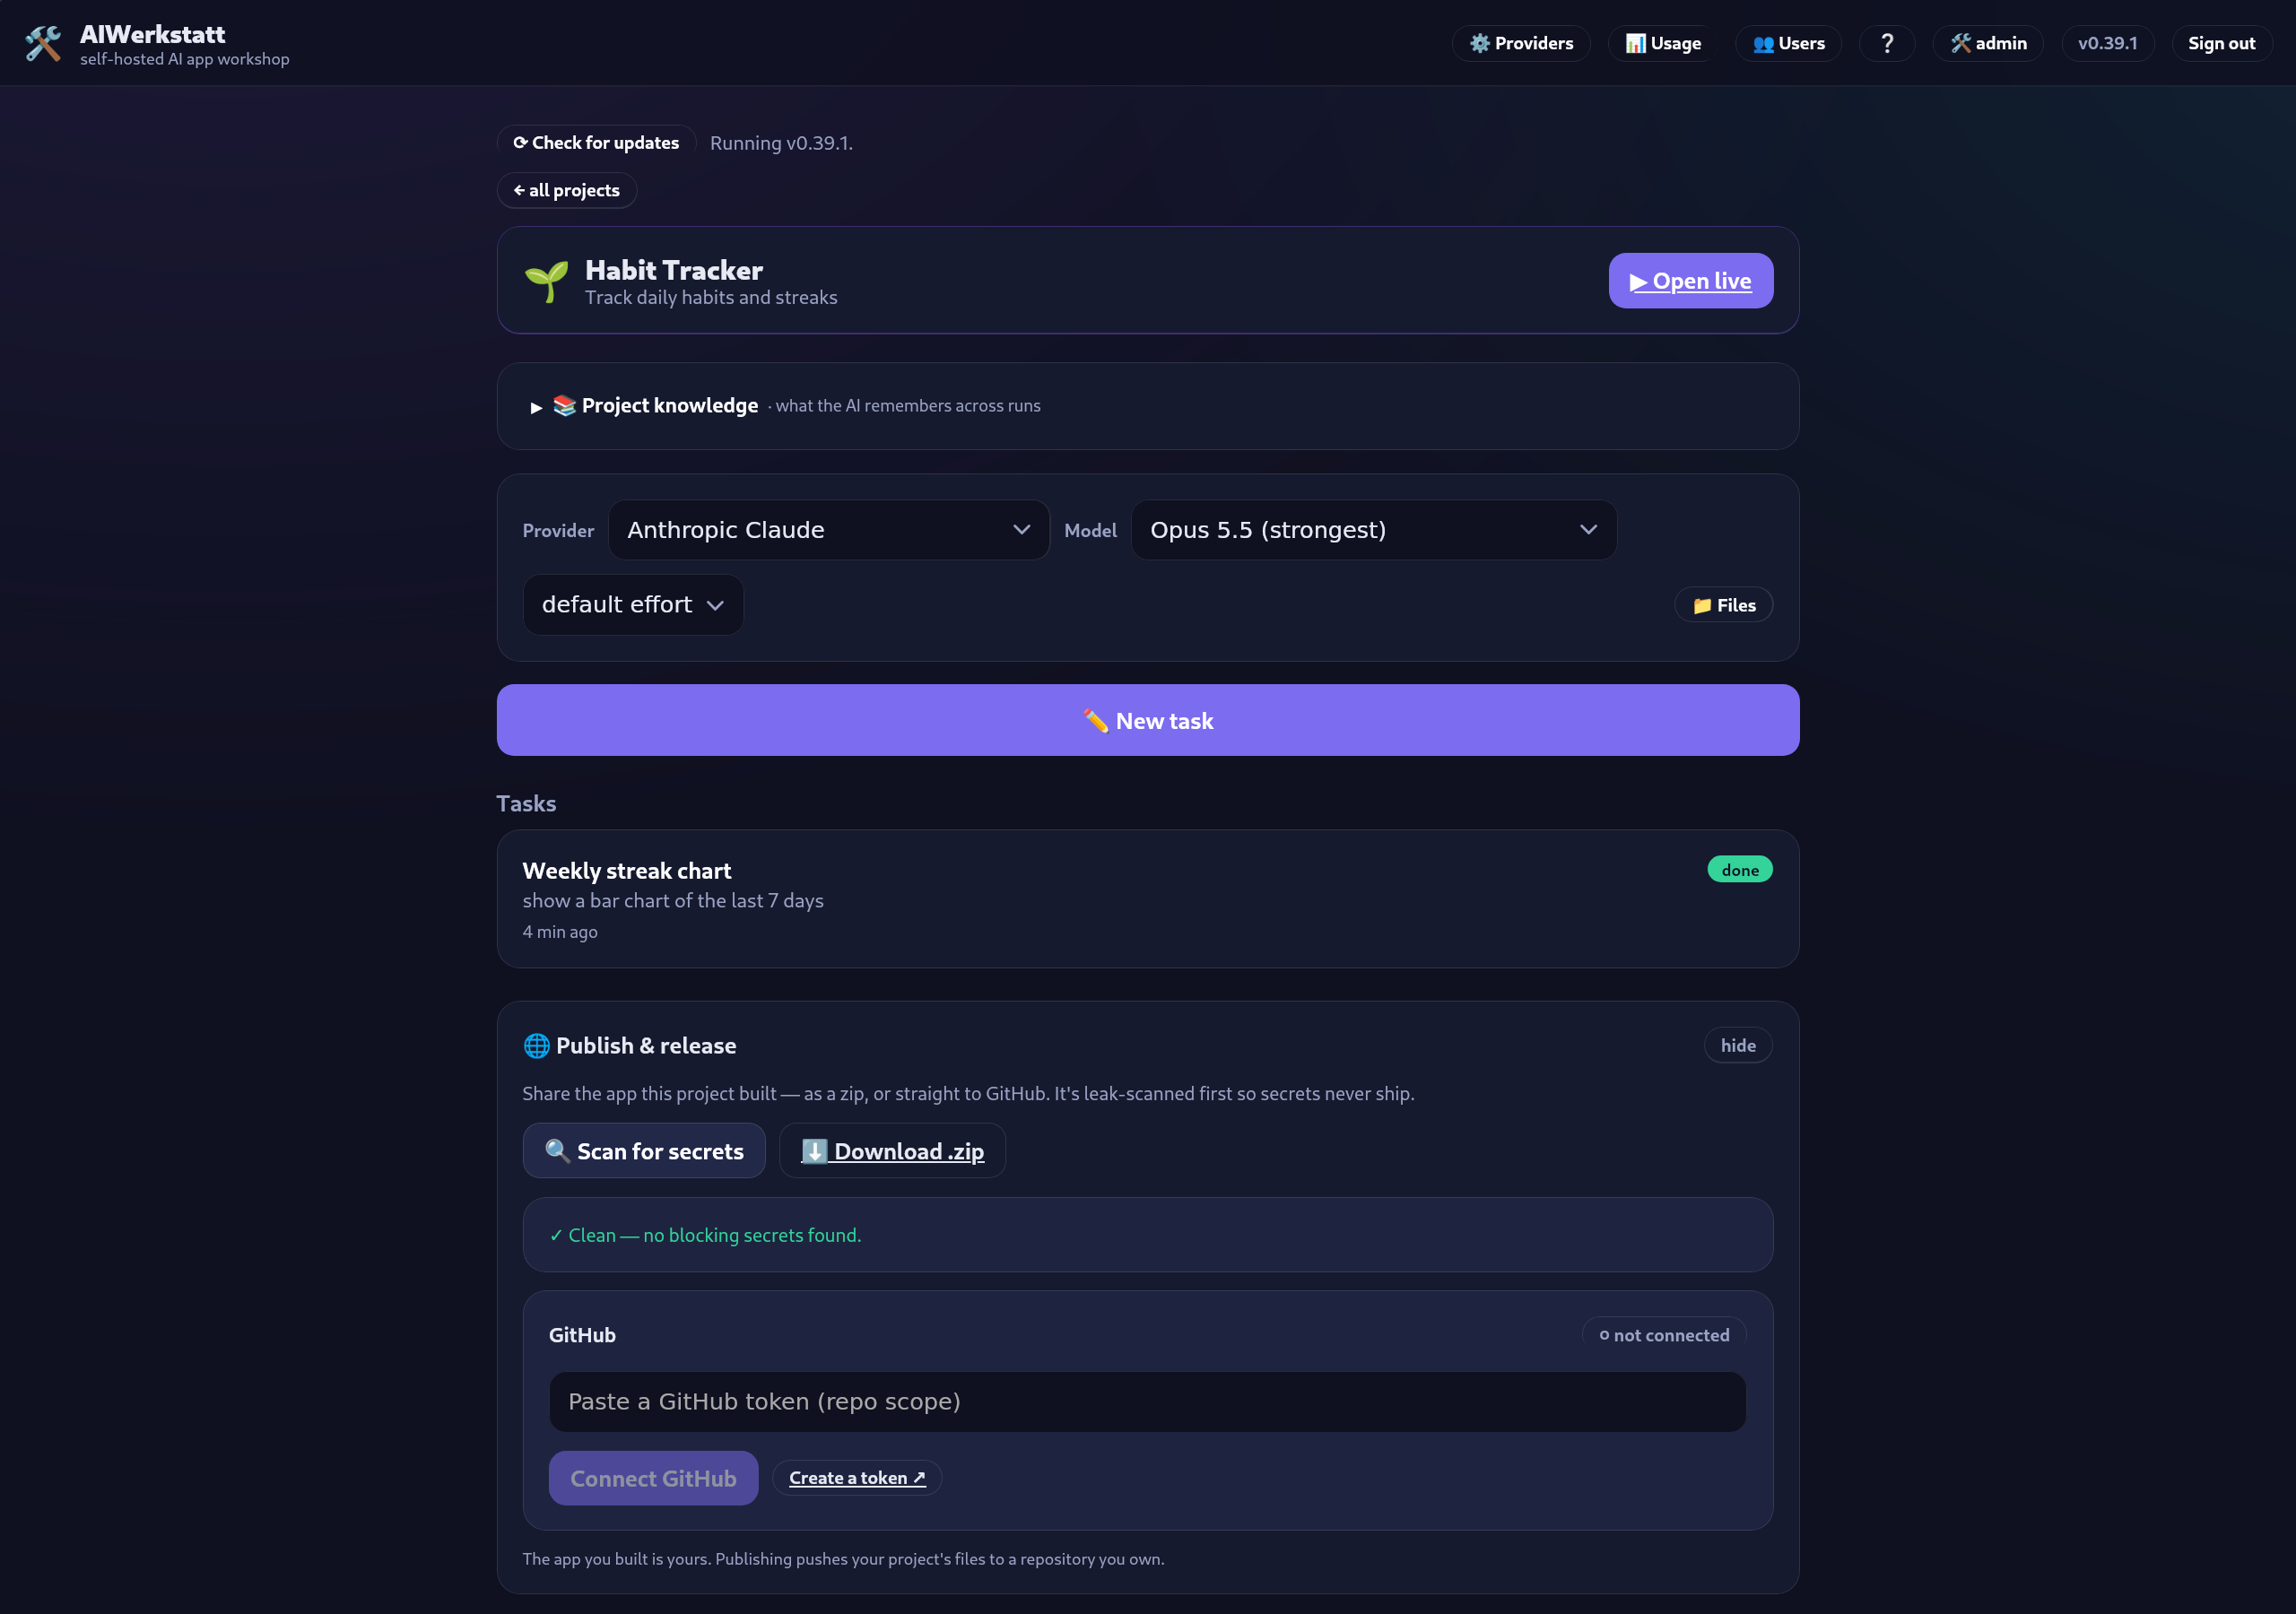 AIWerkstatt
self-hosted AI app workshop
⚙️ Providers
📊 Usage
👥 Users
?
🛠️ admin
v0.39.1
Sign out
⟳ Check for updates
Running v0.39.1.
← all projects
Habit Tracker
Track daily habits and streaks
▶ Open live
▶ 📚 Project knowledge · what the AI remembers across runs
Provider
Anthropic Claude
Model
Opus 5.5 (strongest)
default effort
📁 Files
✏️ New task
Tasks
Weekly streak chart
done
show a bar chart of the last 7 days
4 min ago
🌐 Publish & release
hide
Share the app this project built — as a zip, or straight to GitHub. It's leak-scanned first so secrets never ship.
🔍 Scan for secrets
⬇️ Download .zip
✓ Clean — no blocking secrets found.
GitHub
○ not connected
Paste a GitHub token (repo scope)
Connect GitHub
Create a token ↗
The app you built is yours. Publishing pushes your project's files to a repository you own.